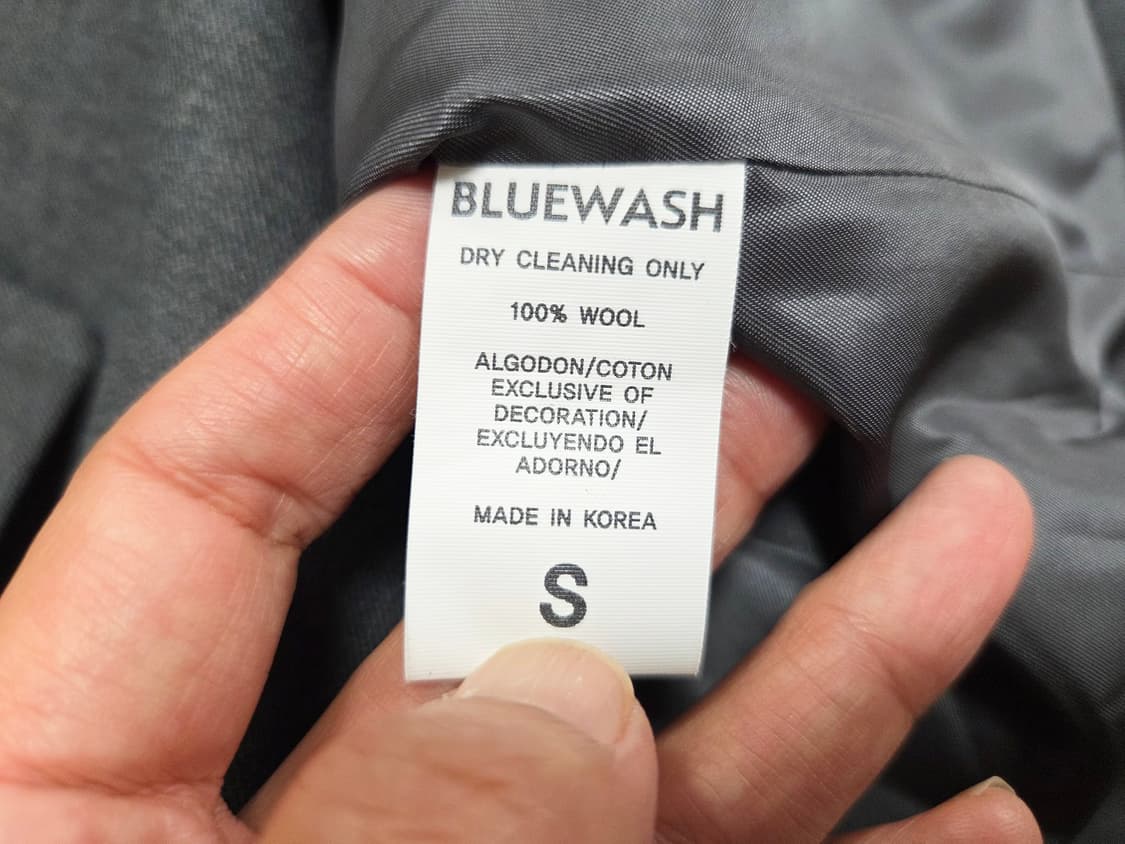 BLUEWASH
DRY CLEANING ONLY
100% WOOL
ALGODON/COTON
EXCLUSIVE OF
DECORATION/
EXCLUYENDO EL
ADORNO/
MADE IN KOREA
S